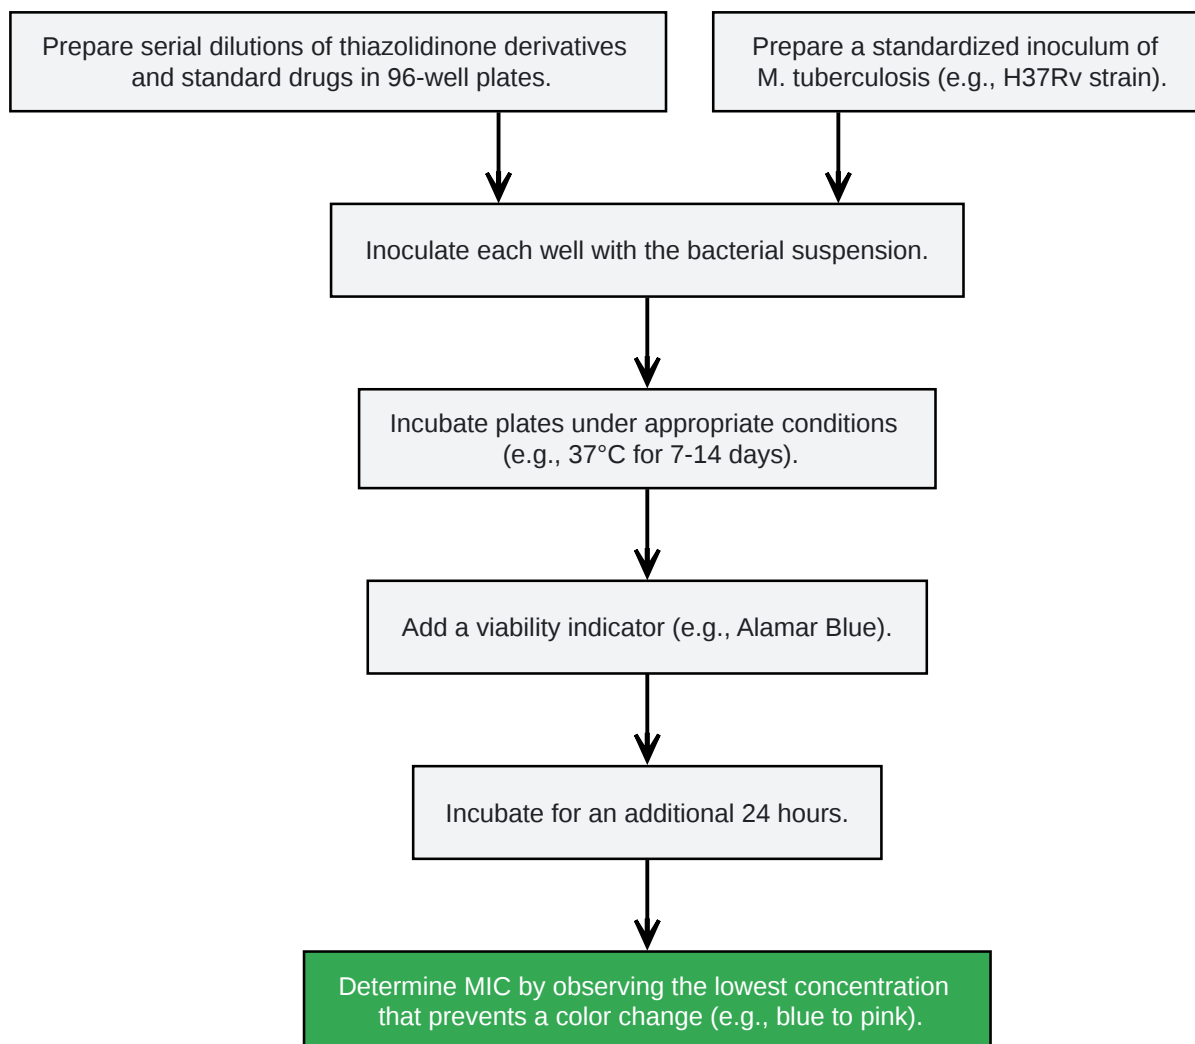 Prepare serial dilutions of thiazolidinone derivatives
and standard drugs in 96-well plates.
Prepare a standardized inoculum of
M. tuberculosis (e.g., H37Rv strain).
Inoculate each well with the bacterial suspension.
Incubate plates under appropriate conditions
(e.g., 37°C for 7-14 days).
Add a viability indicator (e.g., Alamar Blue).
Incubate for an additional 24 hours.
Determine MIC by observing the lowest concentration
that prevents a color change (e.g., blue to pink).